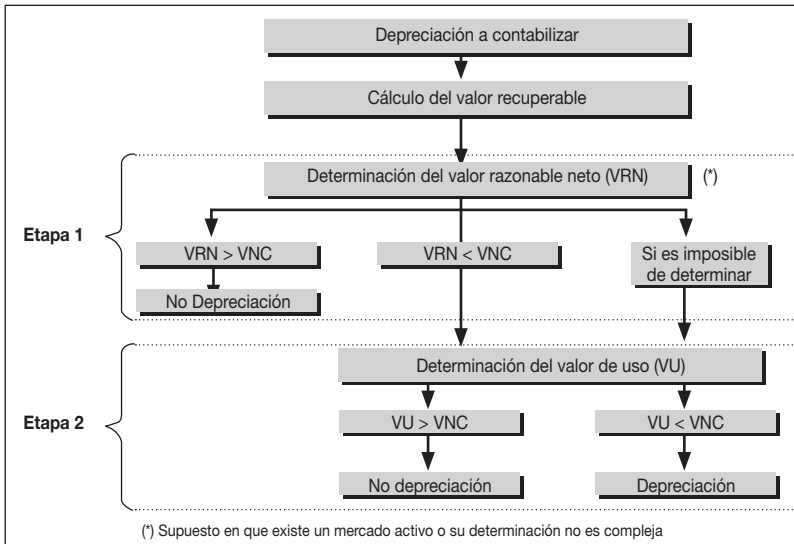 Depreciación a contabilizar
Cálculo del valor recuperable
Determinación del valor razonable neto (VRN)
(*)
Etapa 1
VRN > VNC
VRN < VNC
Si es imposible
de determinar
No Depreciación
Determinación del valor de uso (VU)
Etapa 2
VU > VNC
VU < VNC
No depreciación
Depreciación
(*) Supuesto en que existe un mercado activo o su determinación no es compleja